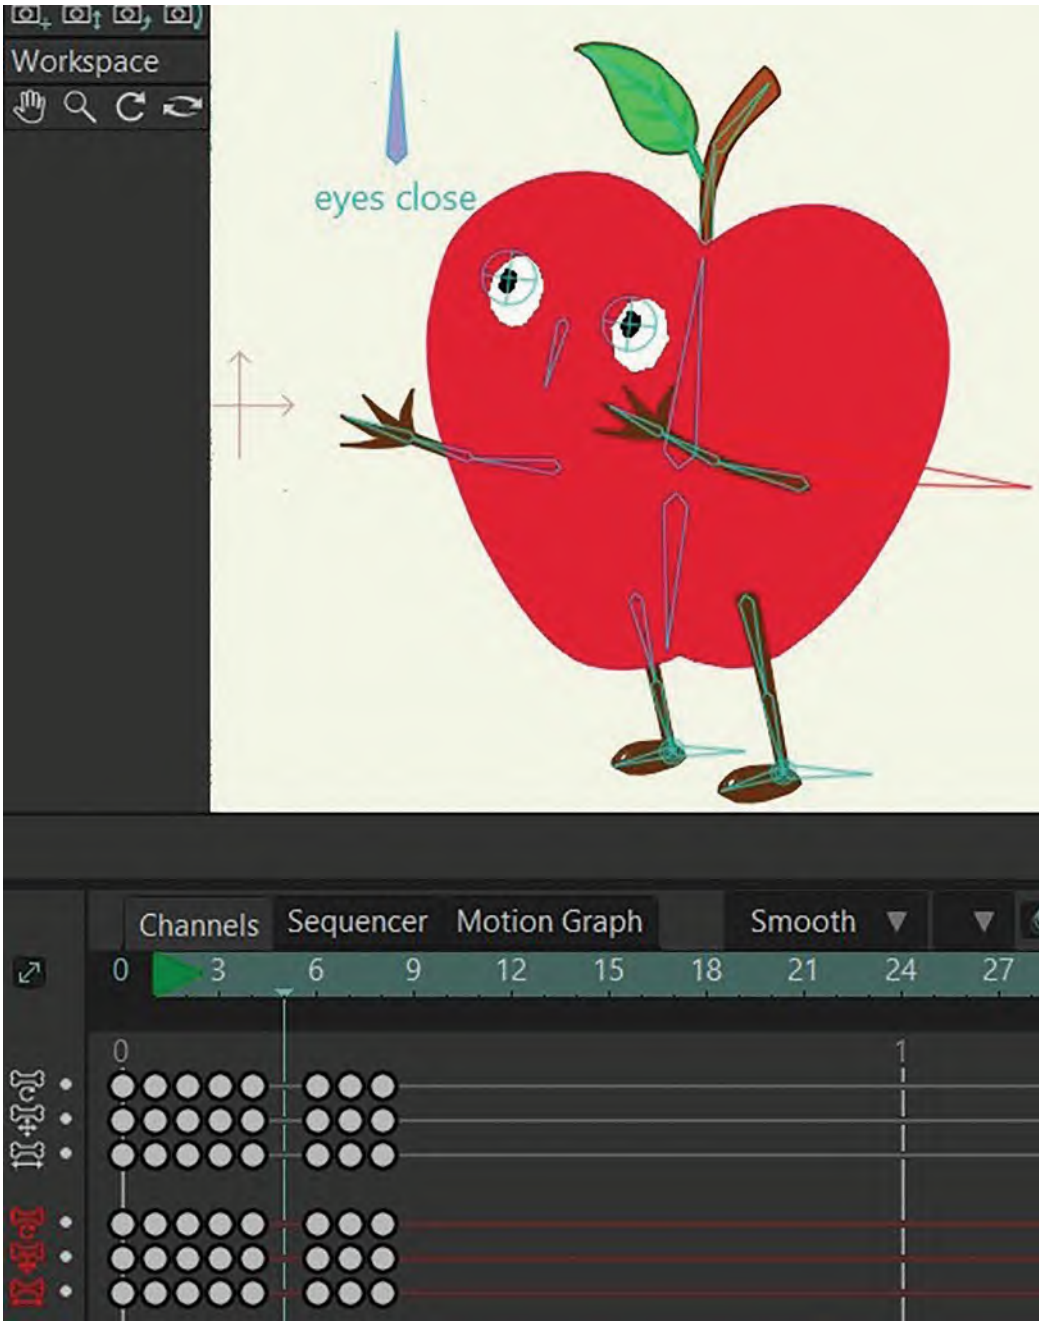 Workspace
eyes close
Channels Sequencer Motion Graph Smooth
0 3 6 9 12 15 18 21 24 27
0 1